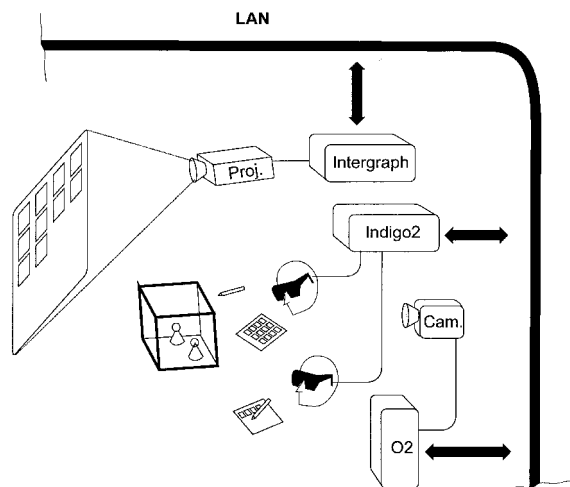 LAN
Intergraph
Proj.
Indigo2
Cam.
O2